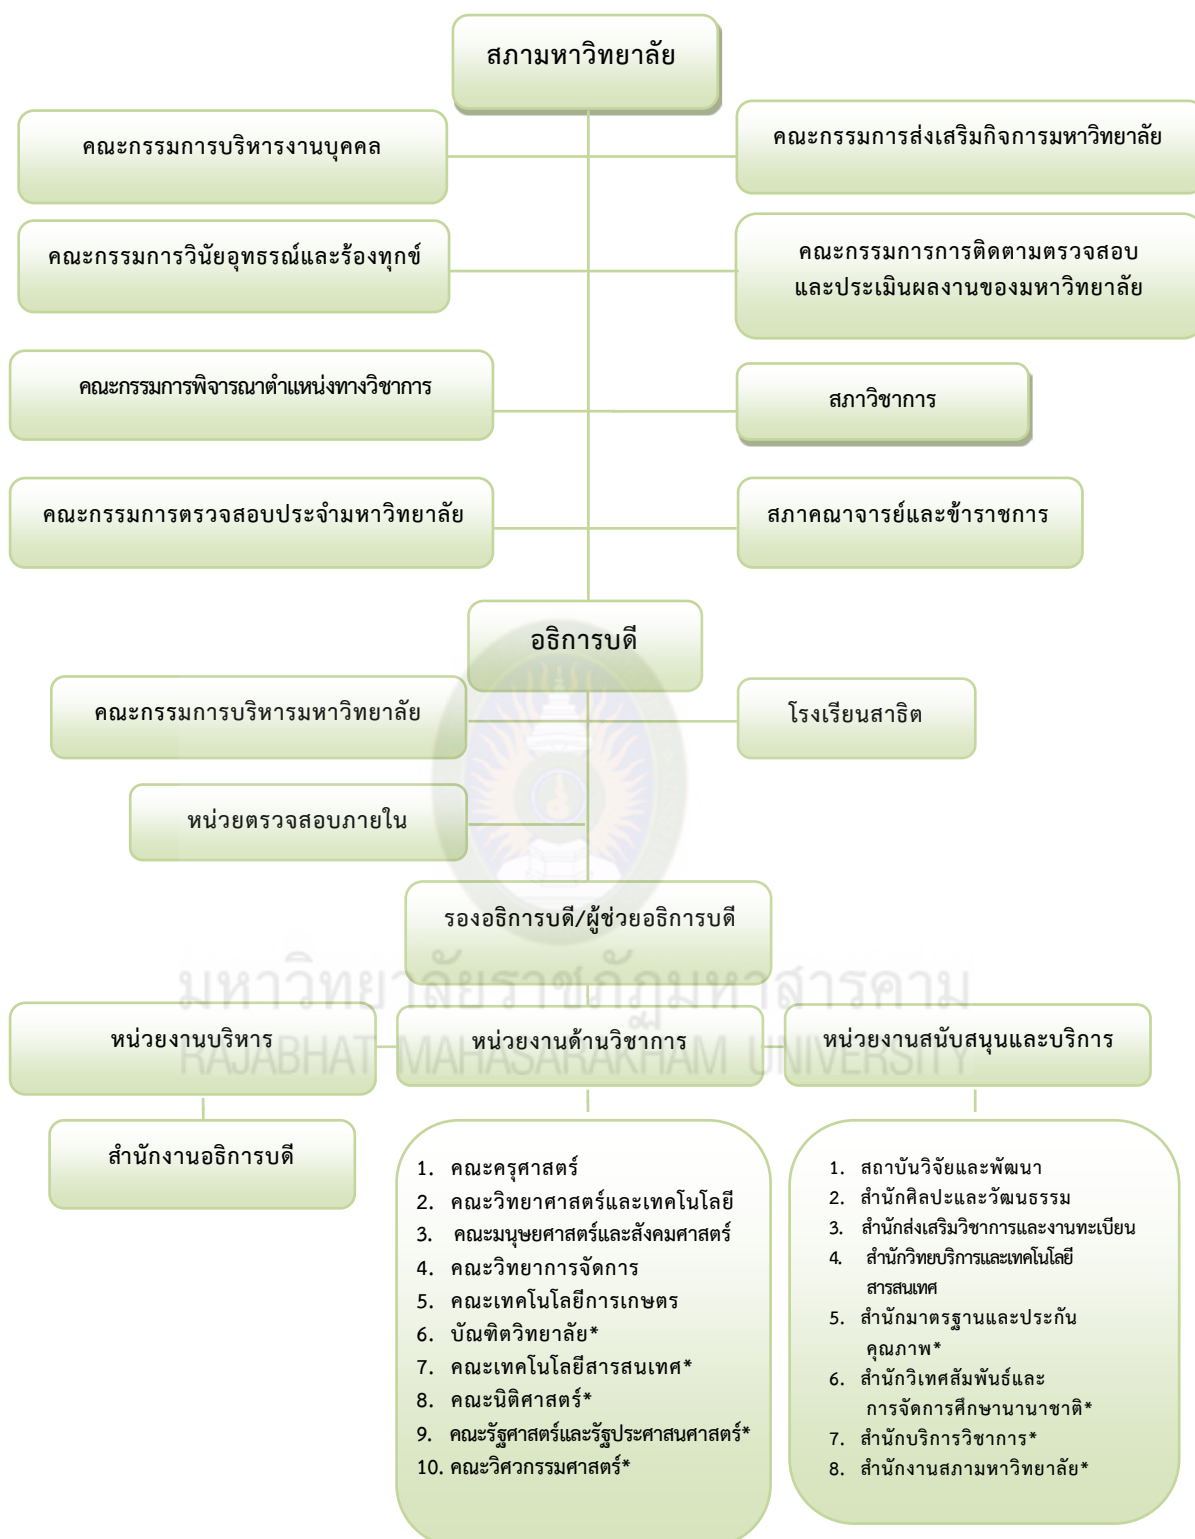 สภามหาวิทยาลัย
คณะกรรมการบริหารงานบุคคล
คณะกรรมการส่งเสริมกิจการมหาวิทยาลัย
คณะกรรมการวินัยอุทธรณ์และร้องทุกข์
คณะกรรมการการติดตามตรวจสอบ
และประเมินผลงานของมหาวิทยาลัย
คณะกรรมการพิจารณาตำแหน่งทางวิชาการ
สภาวิชาการ
คณะกรรมการตรวจสอบประจำมหาวิทยาลัย
สภาคณาจารย์และข้าราชการ
อธิการบดี
คณะกรรมการบริหารมหาวิทยาลัย
โรงเรียนสาธิต
หน่วยตรวจสอบภายใน
รองอธิการบดี/ผู้ช่วยอธิการบดี
มหาวิทยาลัยราชภัฏมหาสารคาม
RAJABHAT MAHASARAKHAM UNIVERSITY
หน่วยงานบริหาร
หน่วยงานด้านวิชาการ
หน่วยงานสนับสนุนและบริการ
สำนักงานอธิการบดี
1. คณะครุศาสตร์
2. คณะวิทยาศาสตร์และเทคโนโลยี
3. คณะมนุษยศาสตร์และสังคมศาสตร์
4. คณะวิทยาการจัดการ
5. คณะเทคโนโลยีการเกษตร
6. บัณฑิตวิทยาลัย*
7. คณะเทคโนโลยีสารสนเทศ*
8. คณะนิติศาสตร์*
9. คณะรัฐศาสตร์และรัฐประศาสนศาสตร์*
10. คณะวิศวกรรมศาสตร์*
1. สถาบันวิจัยและพัฒนา
2. สำนักศิลปะและวัฒนธรรม
3. สำนักส่งเสริมวิชาการและงานทะเบียน
4. สำนักวิทยบริการและเทคโนโลยี
สารสนเทศ
5. สำนักมาตรฐานและประกัน
คุณภาพ*
6. สำนักวิเทศสัมพันธ์และ
การจัดการศึกษานานาชาติ*
7. สำนักบริการวิชาการ*
8. สำนักงานสภามหาวิทยาลัย*